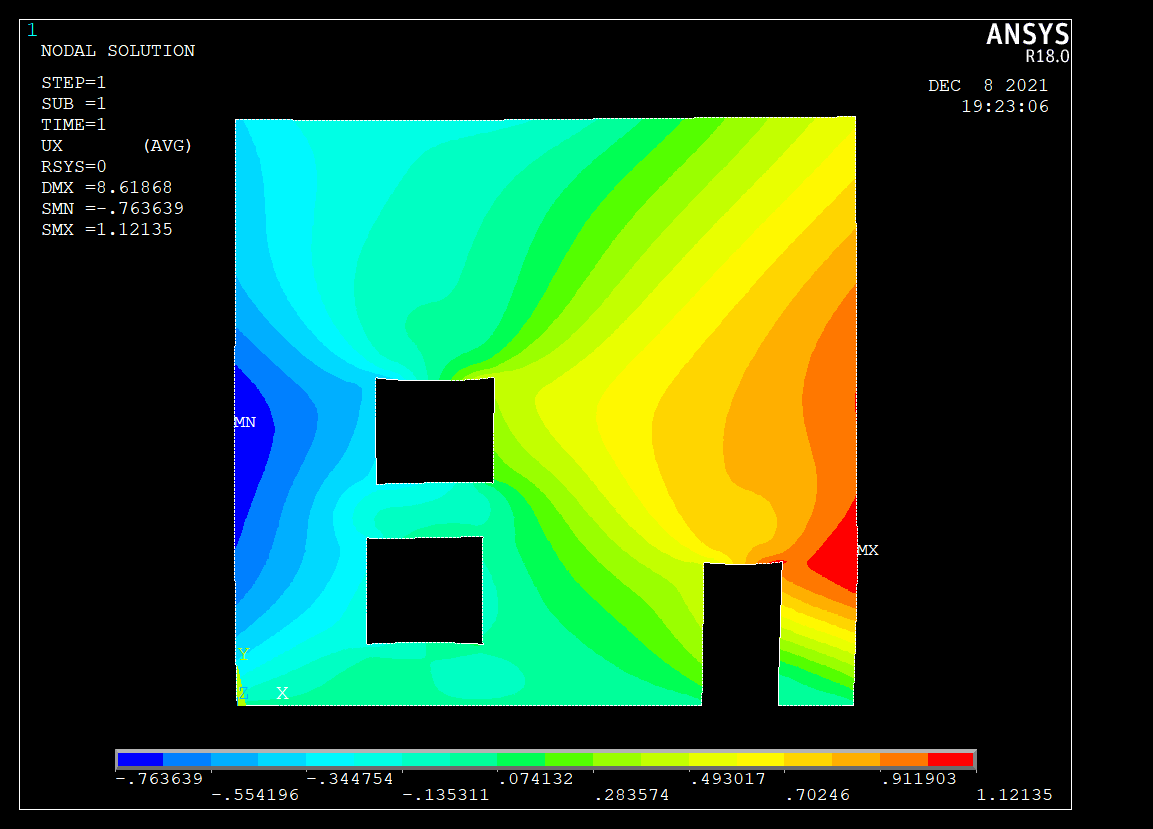 1
ANSYS
R18.0
NODAL SOLUTION
DEC 8 2021
19:23:06
STEP=1
SUB =1
TIME=1
UX (AVG)
RSYS=0
DMX =8.61868
SMN =-.763639
SMX =1.12135
MN
MX
Y
Z X
-.763639 -.344754 .074132 .493017 .911903
-.554196 -.135311 .283574 .70246 1.12135